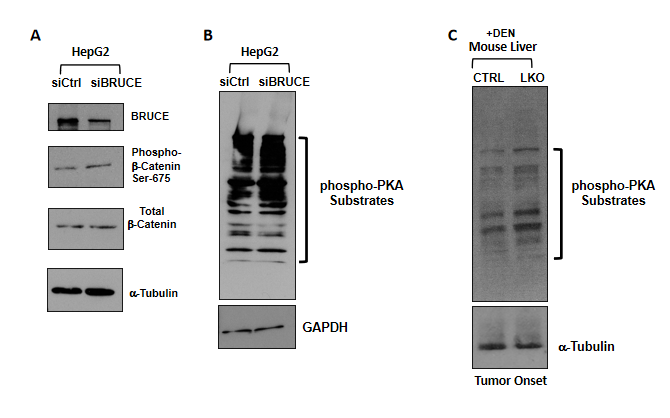 A
HepG2
siCtrl siBRUCE
BRUCE
Phospho-
β-Catenin
Ser-675
Total
β-Catenin
α-Tubulin
B
HepG2
siCtrl siBRUCE
phospho-PKA
Substrates
GAPDH
C
+DEN
Mouse Liver
CTRL LKO
phospho-PKA
Substrates
α-Tubulin
Tumor Onset